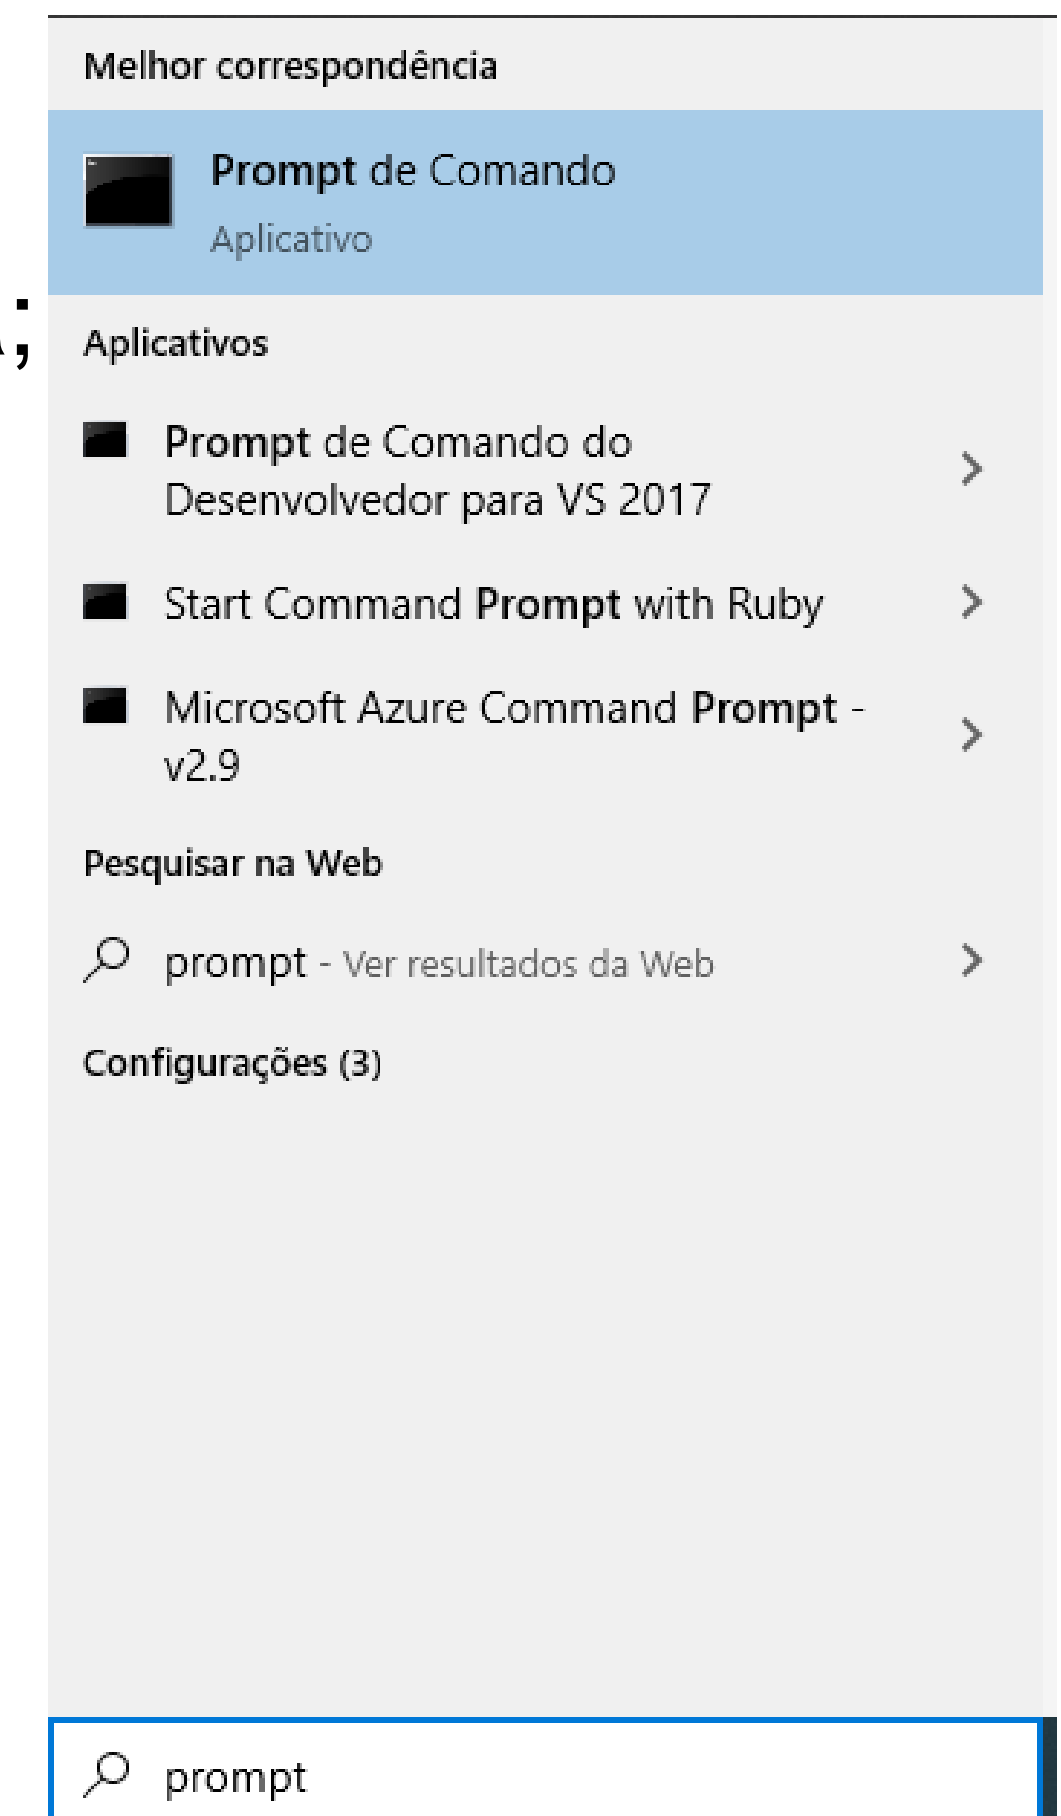 Melhor correspondência
Prompt de Comando
Aplicativo
;
Aplicativos
Prompt de Comando do
Desenvolvedor para VS 2017
Start Command Prompt with Ruby
Microsoft Azure Command Prompt -
v2.9
Pesquisar na Web
prompt - Ver resultados da Web
Configurações (3)
prompt